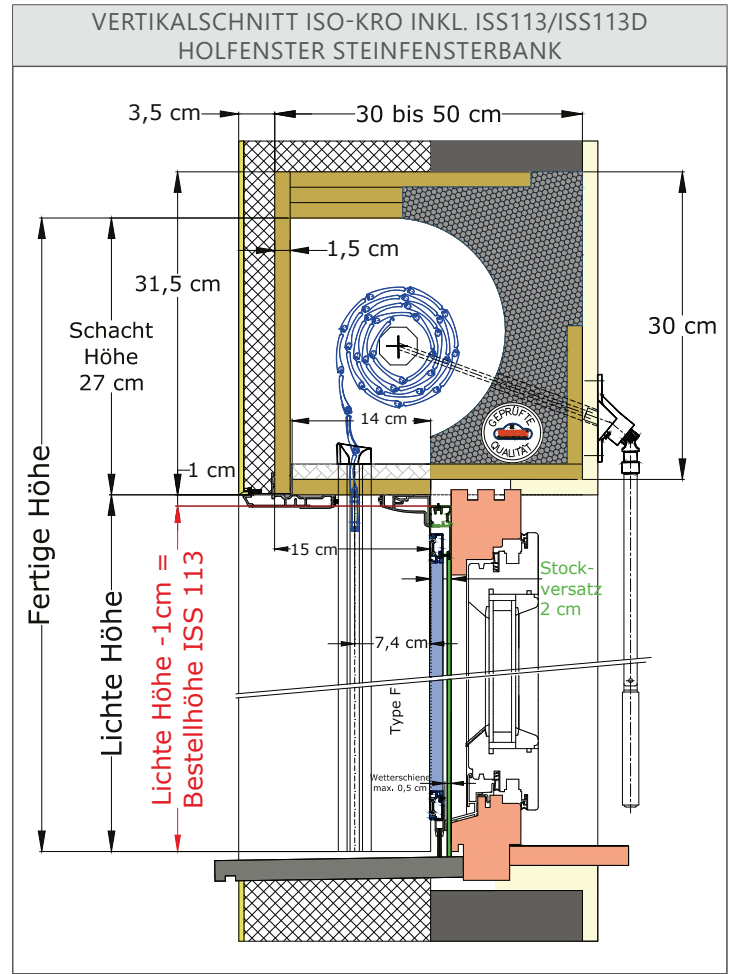 VERTIKALSCHNITT ISO-KRO INKL. ISS113/ISS113D
HOLFENSTER STEINFENSTERBANK
3,5 cm
30 bis 50 cm
1,5 cm
31,5 cm
Schacht
Höhe
27 cm
30 cm
14 cm
GEPRÜFTE
QUALITÄT
1 cm
Fertige Höhe
Lichte Höhe
Lichte Höhe -1cm =
Bestellhöhe ISS 113
15 cm
Stock-
versatz
2 cm
7,4 cm
Type F
Wetterschiene
max. 0,5 cm